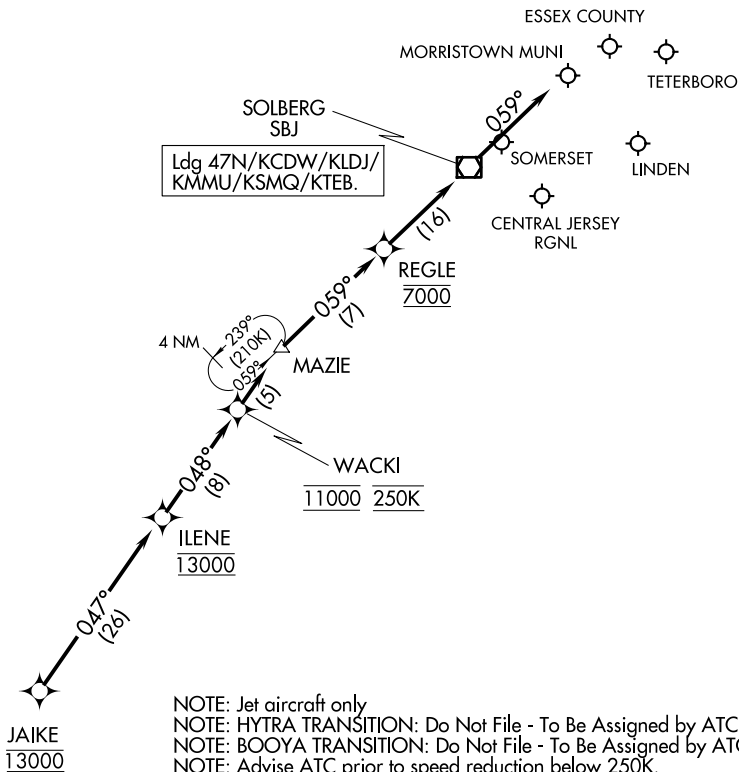 ESSEX COUNTY
MORRISTOWN MUNI
TETERBORO
SOLBERG
SBJ
059°
Ldg 47N/KCDW/KLDJ/
KMMU/KSMQ/KTEB.
SOMERSET
LINDEN
CENTRAL JERSEY
RGNL
(16)
REGLE
7000
059°
(7)
4 NM
239°
(210K)
059°
MAZIE
(5)
WACKI
11000 250K
048°
(8)
ILENE
13000
047°
(26)
JAIKE
13000
NOTE: Jet aircraft only
NOTE: HYTRA TRANSITION: Do Not File - To Be Assigned by ATC
NOTE: BOOYA TRANSITION: Do Not File - To Be Assigned by ATC
NOTE: Advise ATC prior to speed reduction below 250K.